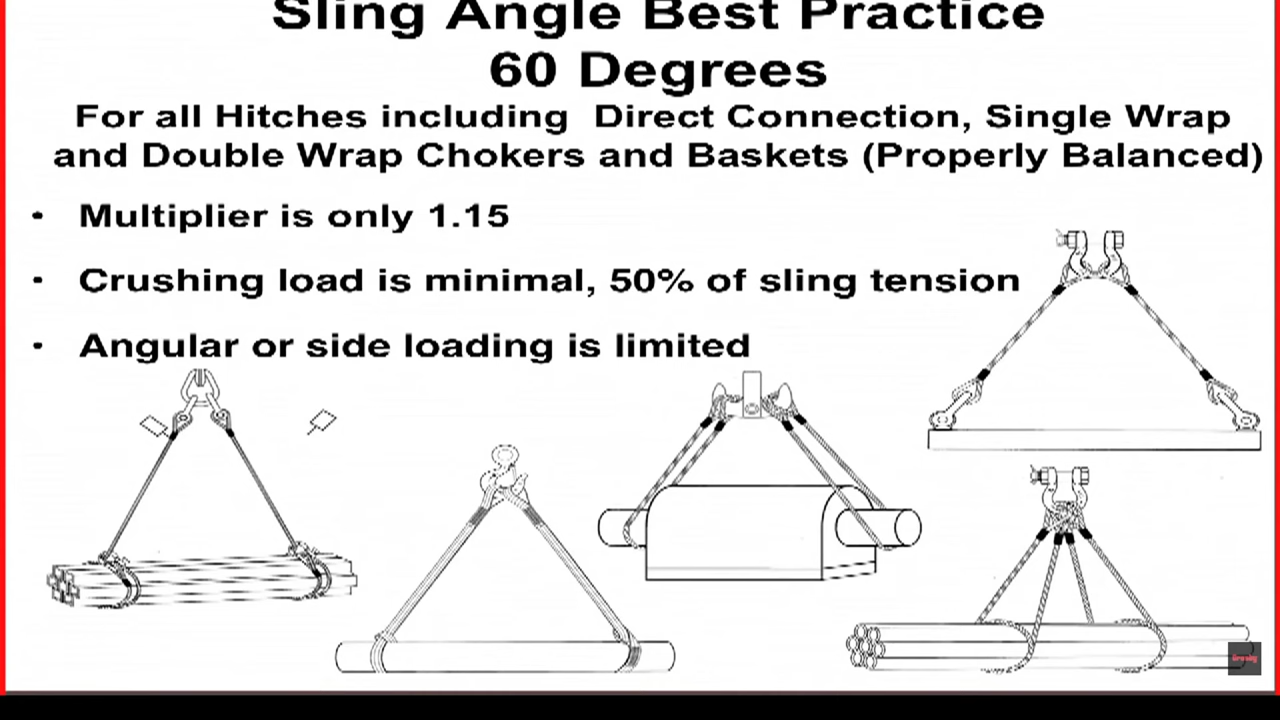 Sling Angle Best Practice
60 Degrees
For all Hitches including Direct Connection, Single Wrap
and Double Wrap Chokers and Baskets (Properly Balanced)
· Multiplier is only 1.15
· Crushing load is minimal, 50% of sling tension
· Angular or side loading is limited